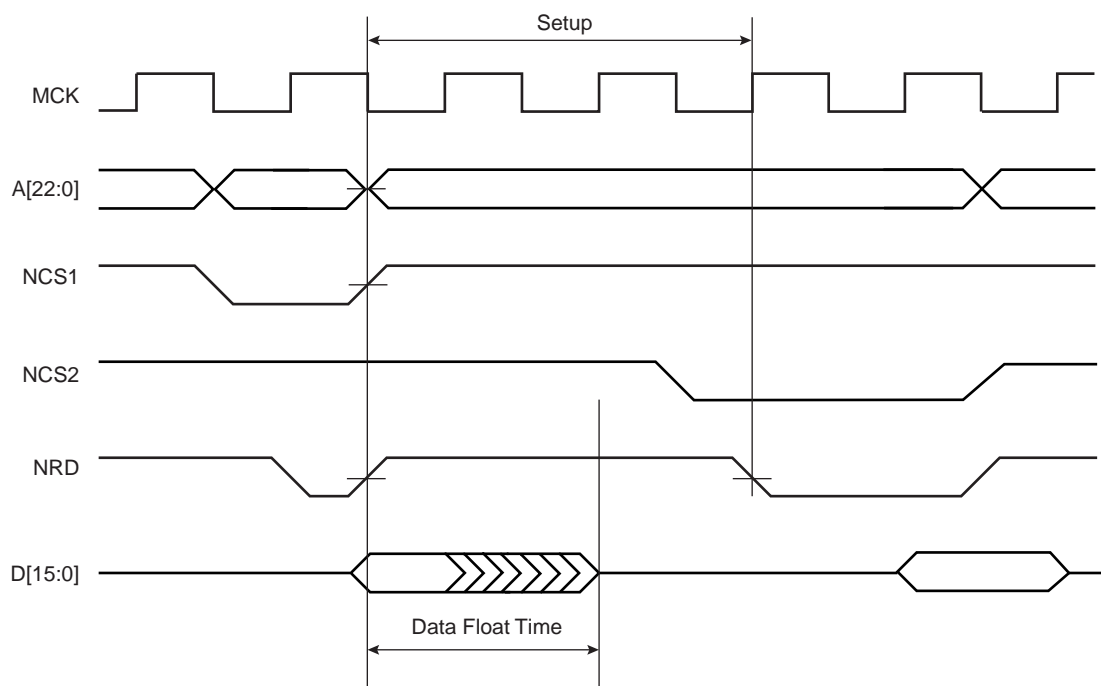 Setup
MCK
A[22:0]
NCS1
NCS2
NRD
D[15:0]
Data Float Time